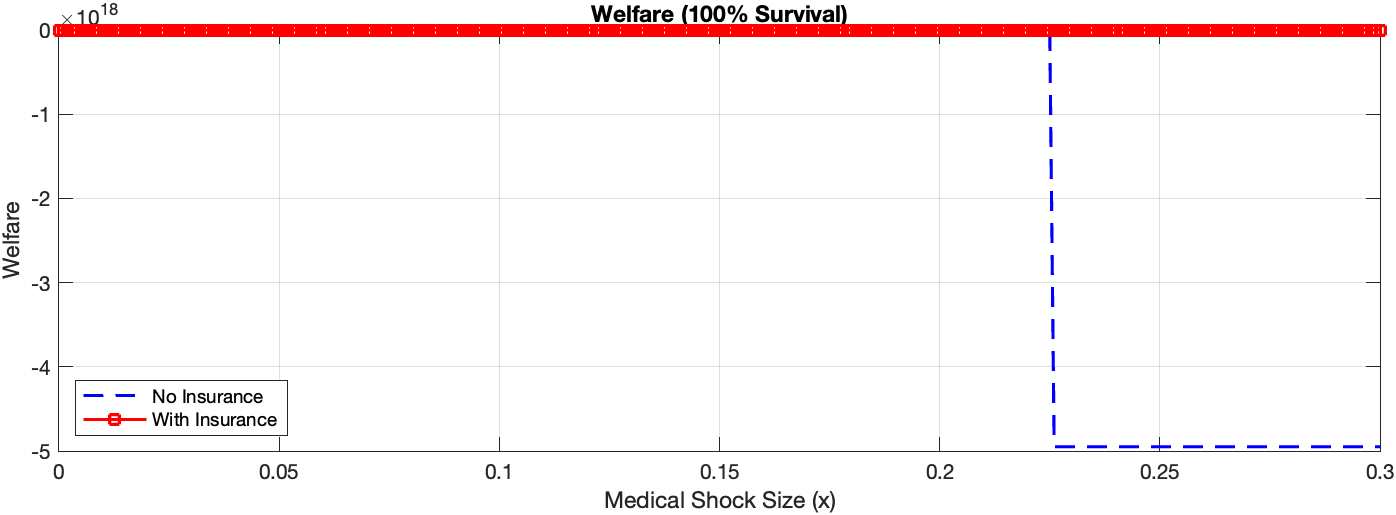 ×10^18
Welfare (100% Survival)
0
-1
-2
-3
-4
-5
Welfare
No Insurance
With Insurance
0 0.05 0.1 0.15 0.2 0.25 0.3
Medical Shock Size (x)